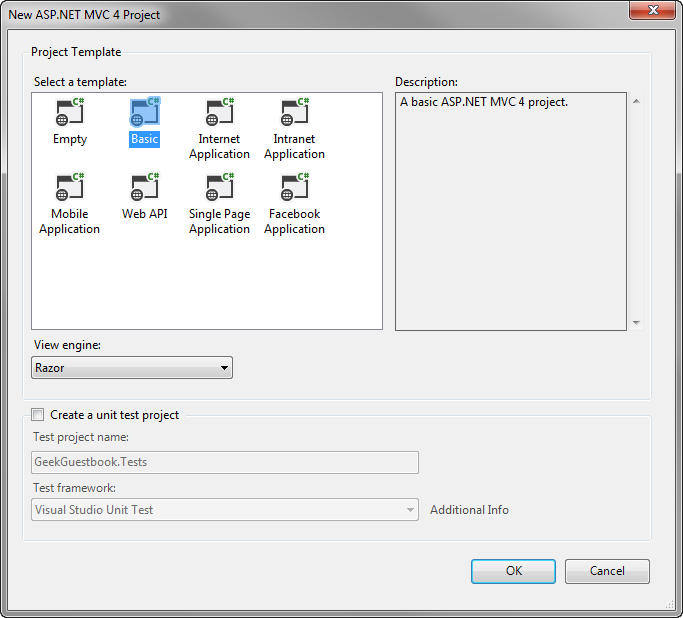 New ASP.NET MVC 4 Project
Project Template
Select a template:
Description:
C# C# C# C#
Empty
Basic
Internet Application
Intranet Application
A basic ASP.NET MVC 4 project.
C# C# C# C#
Mobile Application
Web API
Single Page Application
Facebook Application
View engine:
Razor
Create a unit test project
Test project name:
GeekGuestbook.Tests
Test framework:
Visual Studio Unit Test
Additional Info
OK
Cancel